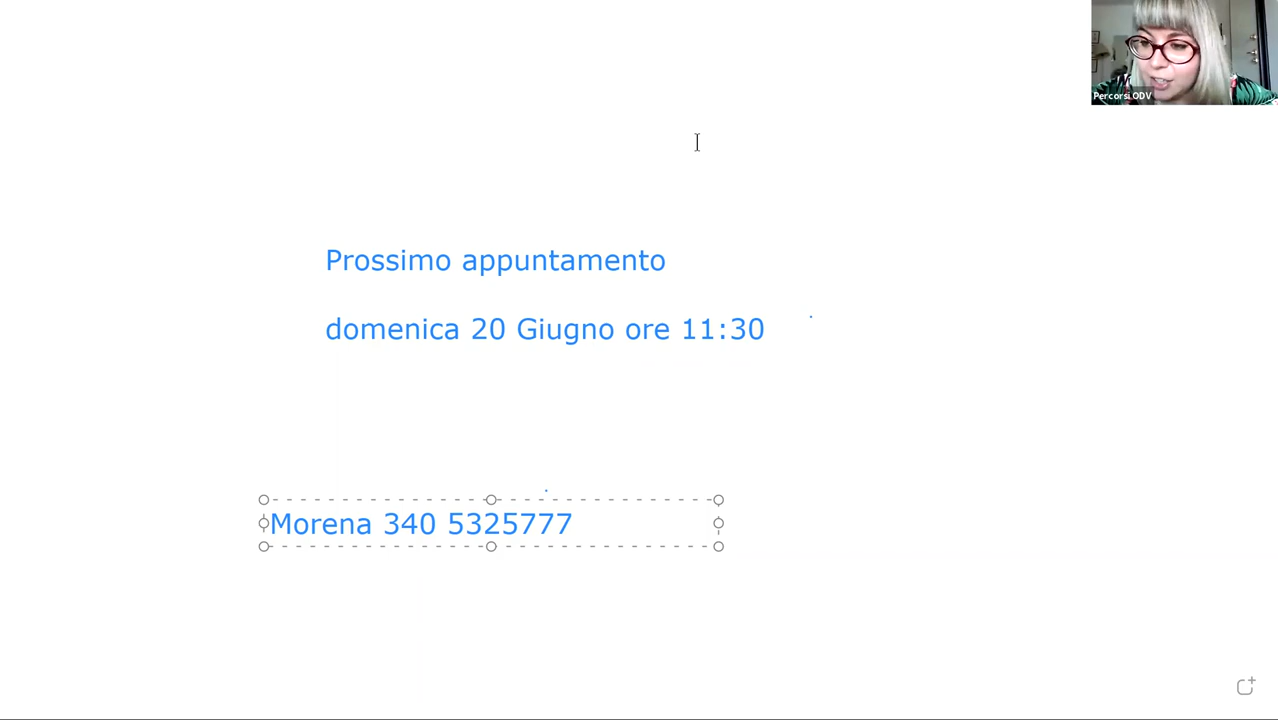 Percorsi ODV
Prossimo appuntamento
domenica 20 Giugno ore 11:30
Morena 340 5325777